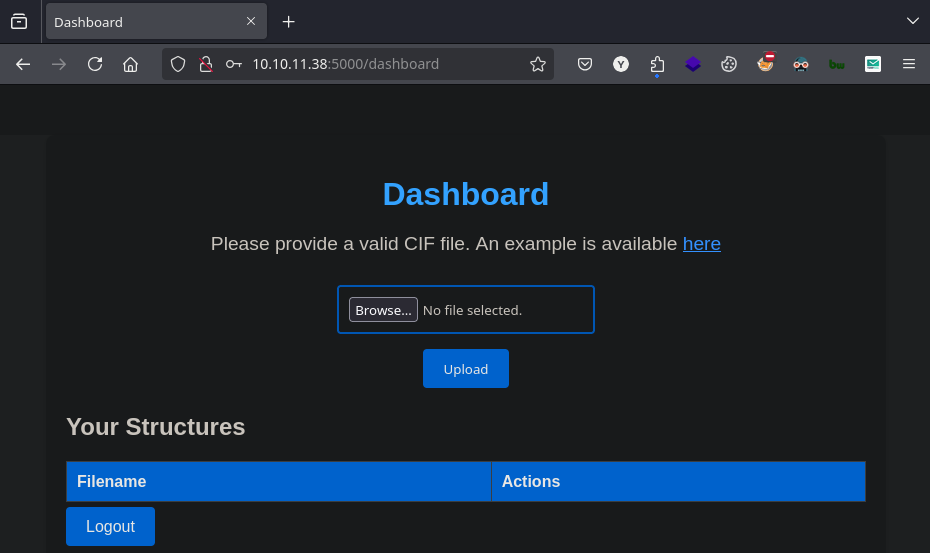 Dashboard
10.10.11.38:5000/dashboard
Dashboard
Please provide a valid CIF file. An example is available here
Browse... No file selected.
Upload
Your Structures
Filename Actions
Logout